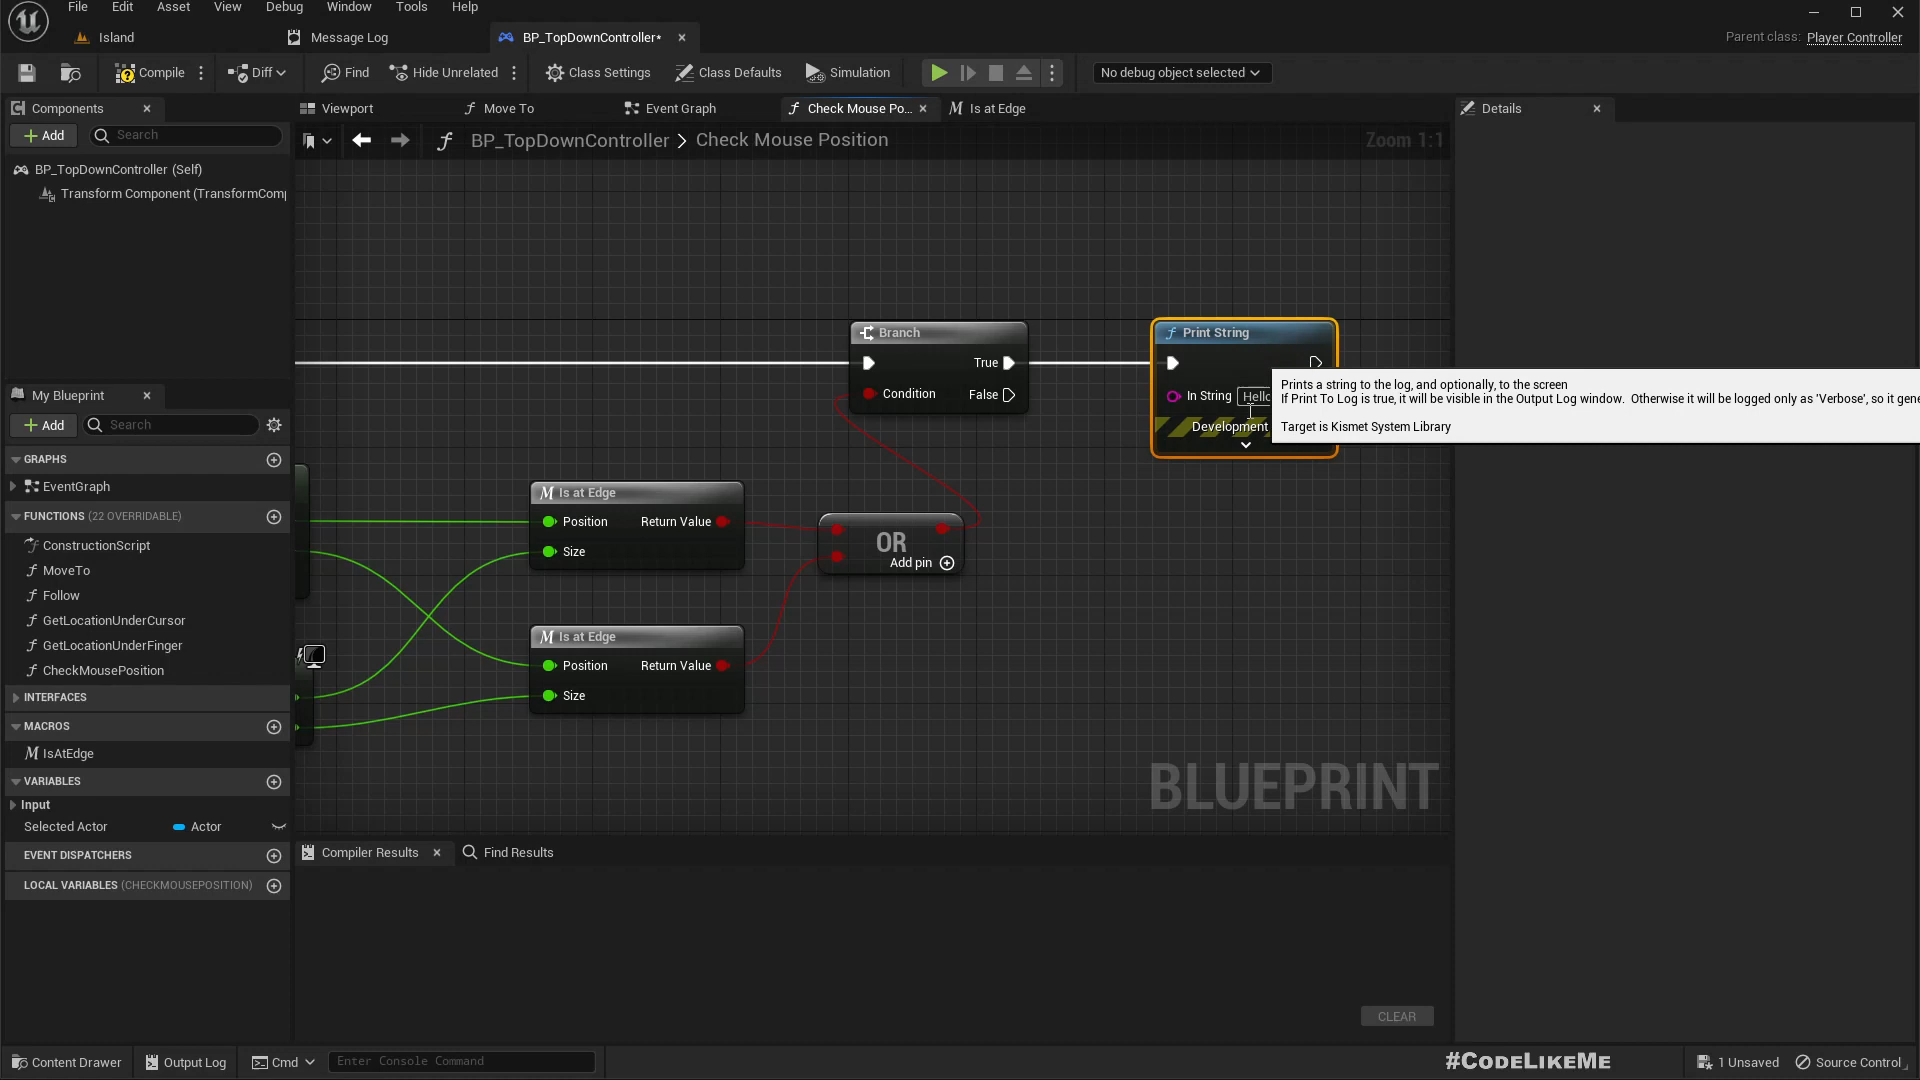 File Edit Asset View Debug Window Tools Help
Island
Message Log
BP_TopDownController*
Parent class: Player Controller
Compile
Diff
Find
Hide Unrelated
Class Settings
Class Defaults
Simulation
No debug object selected
Components
Add
Search
BP_TopDownController (Self)
Transform Component (TransformComp
My Blueprint
Add
Search
GRAPHS
EventGraph
FUNCTIONS (22 OVERRIDABLE)
ConstructionScript
MoveTo
Follow
GetLocationUnderCursor
GetLocationUnderFinger
CheckMousePosition
INTERFACES
MACROS
IsAtEdge
VARIABLES
Input
Selected Actor Actor
EVENT DISPATCHERS
LOCAL VARIABLES (CHECKMOUSEPOSITION)
Viewport
Move To
Event Graph
Check Mouse Po...
Is at Edge
BP_TopDownController > Check Mouse Position
Zoom 1:1
Branch
True
Condition
False
Print String
In String Hello
Development
Prints a string to the log, and optionally, to the screen
If Print To Log is true, it will be visible in the Output Log window. Otherwise it will be logged only as 'Verbose', so it gene
Target is Kismet System Library
Is at Edge
Position Return Value
Size
OR
Add pin
Is at Edge
Position Return Value
Size
BLUEPRINT
Compiler Results
Find Results
CLEAR
Details
Content Drawer
Output Log
Cmd
Enter Console Command
#CodeLikeMe
1 Unsaved
Source Control